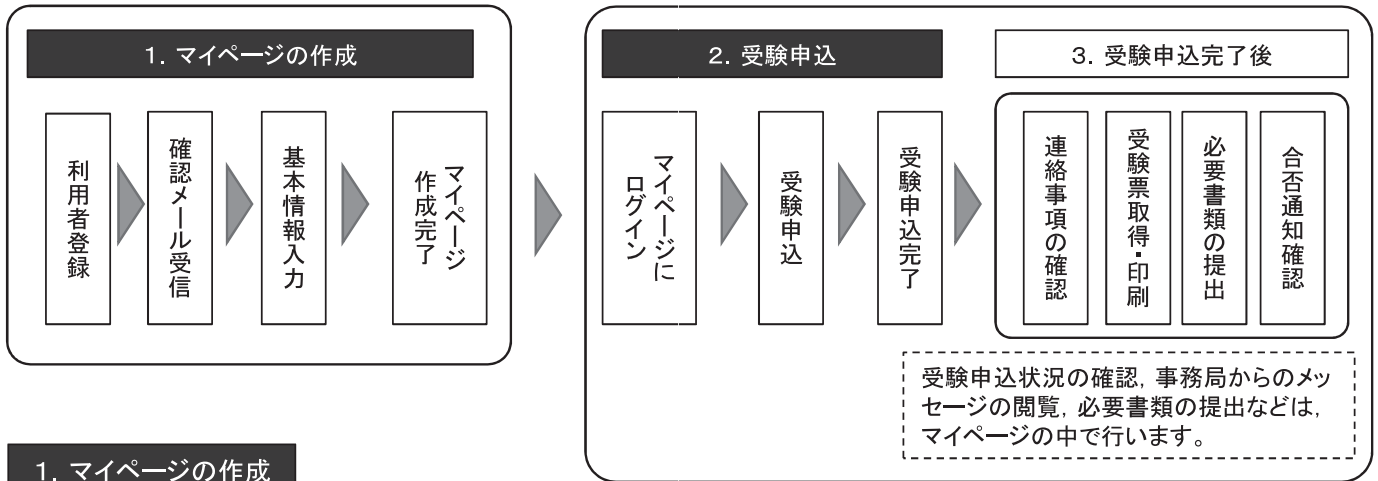 1．マイページの作成
利用者登録
確認メール受信
基本情報入力
マイページ
作成完了
2．受験申込
マイページに
ログイン
受験申込
受験申込完了
3．受験申込完了後
連絡事項の確認
受験票取得・印刷
必要書類の提出
合否通知確認
受験申込状況の確認，事務局からのメッ
セージの閲覧，必要書類の提出などは，
マイページの中で行います。
1．マイページの作成